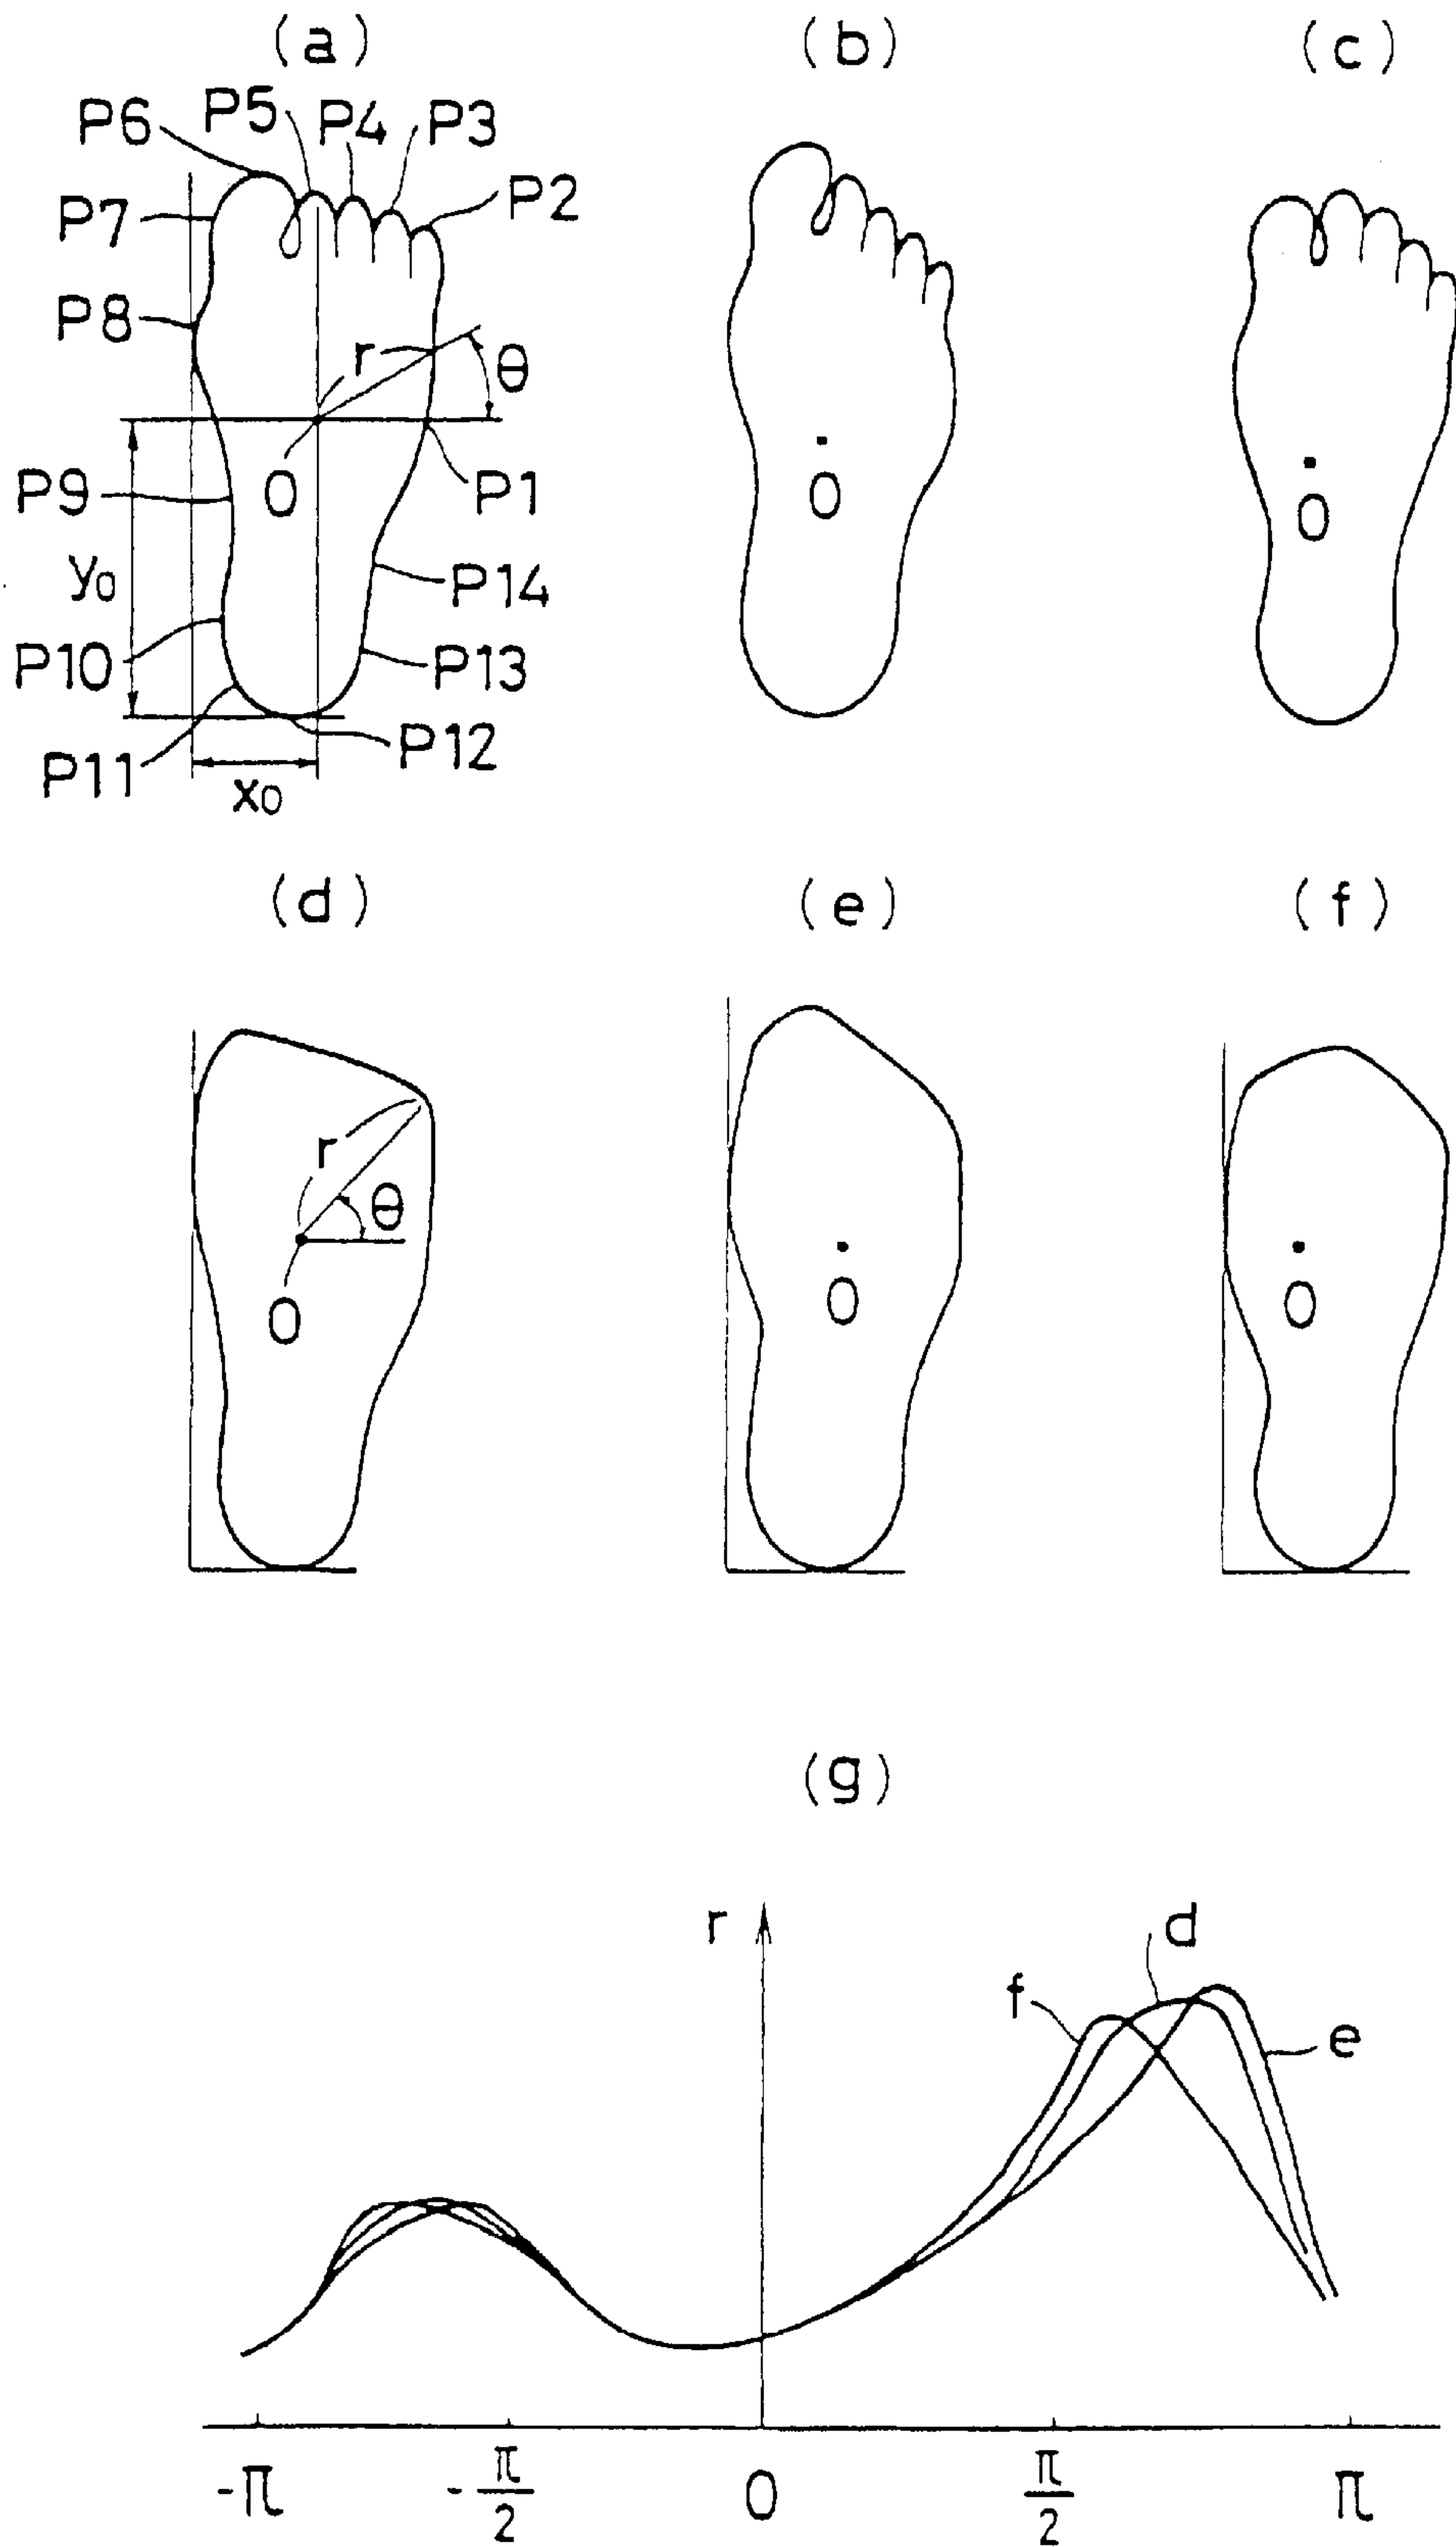 (a) (b) (c)
P6 P5 P4 P3
P7 P2
P8 r θ
P9 O P1 O O
y₀ P14
P10 P13
P11 P12
x₀
(d) (e) (f)
r θ
O O O
(g)
r f d e
-π -π/2 0 π/2 π